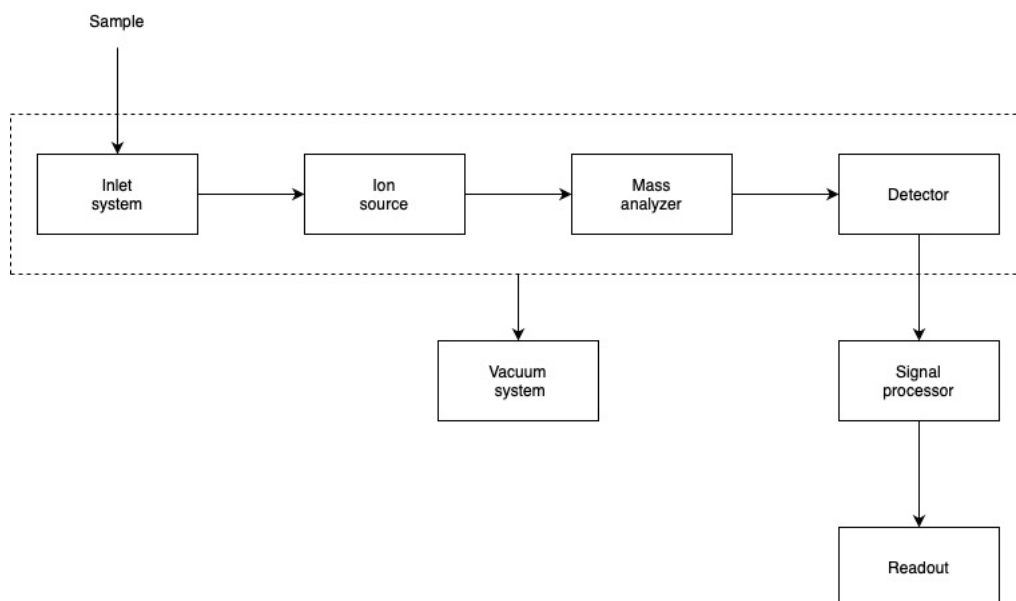 Sample
Inlet
system
Ion
source
Mass
analyzer
Detector
Vacuum
system
Signal
processor
Readout